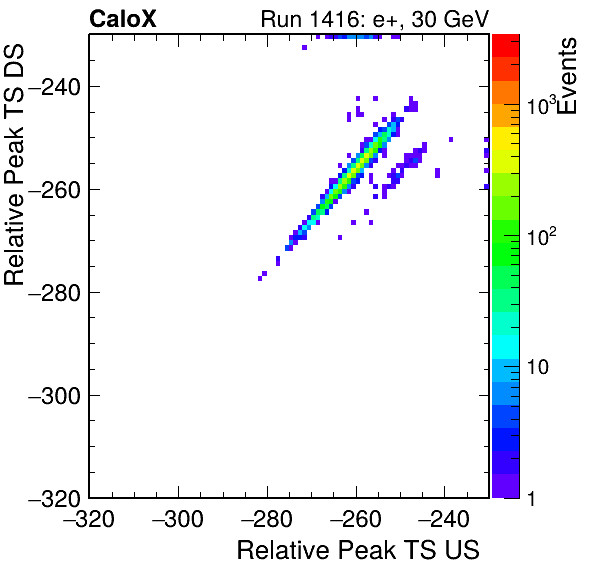 CaloX Run 1416: e+, 30 GeV
Relative Peak TS DS
Events
−240
−260
−280
−300
−320
10³
10²
10
1
−320 −300 −280 −260 −240
Relative Peak TS US